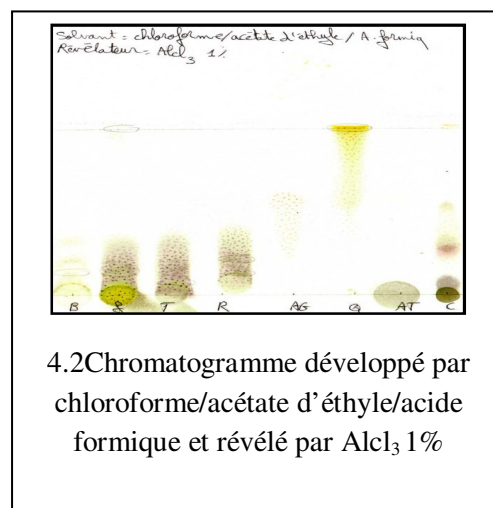 Solvant = chloroforme/acétate d'éthyle / A. formiq
Révélateur = Alcl3 1%
B S T R AG Q AT C
4.2Chromatogramme développé par
chloroforme/acétate d'éthyle/acide
formique et révélé par Alcl₃ 1%